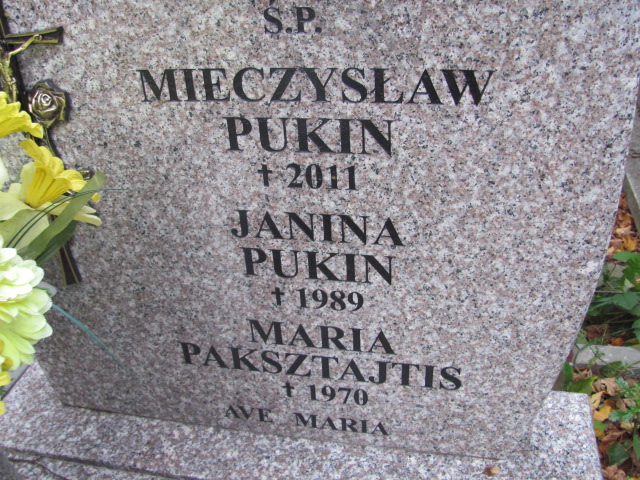 Ś.P.
MIECZYSŁAW
PUKIN
† 2011
JANINA
PUKIN
† 1989
MARIA
PAKSZTAJTIS
† 1970
AVE MARIA